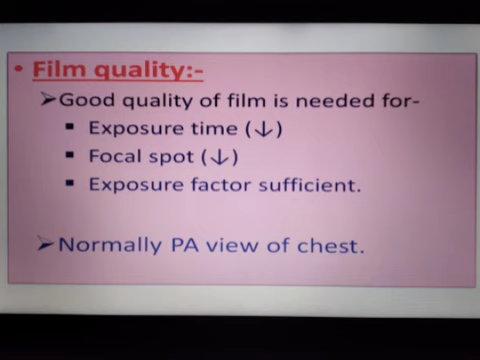 • Film quality:-
➤Good quality of film is needed for-
▪ Exposure time (↓)
▪ Focal spot (↓)
▪ Exposure factor sufficient.
➤Normally PA view of chest.